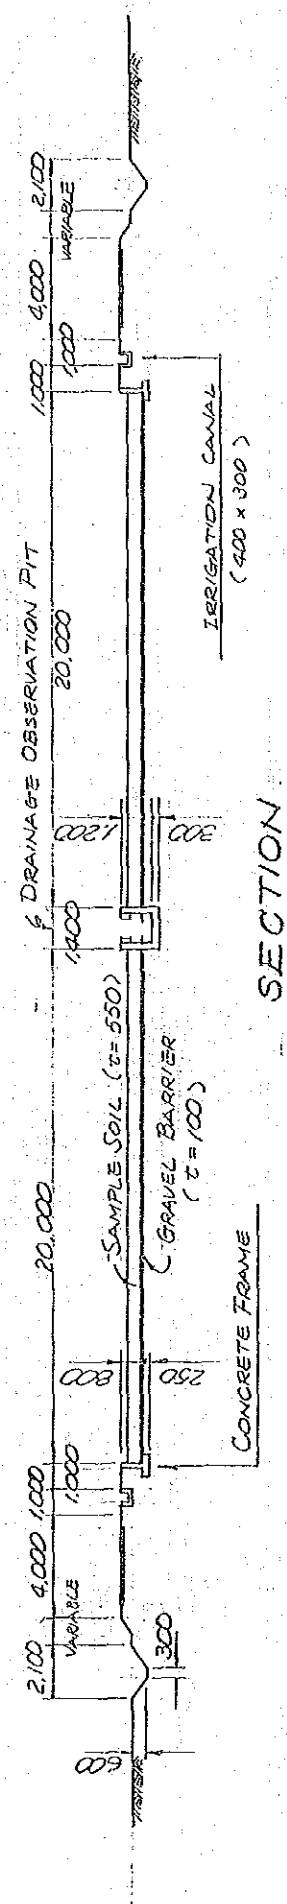 ℄ DRAINAGE OBSERVATION PIT
2,100
4,000
1,000
20,000
1,400
20,000
1,000
4,000
2,100
VARIABLE
1,000
1,000
VARIABLE
800
250
1,200
300
600
300
SAMPLE SOIL (t=550)
GRAVEL BARRIER
(t=100)
CONCRETE FRAME
IRRIGATION CANAL
(400 x 300)
SECTION